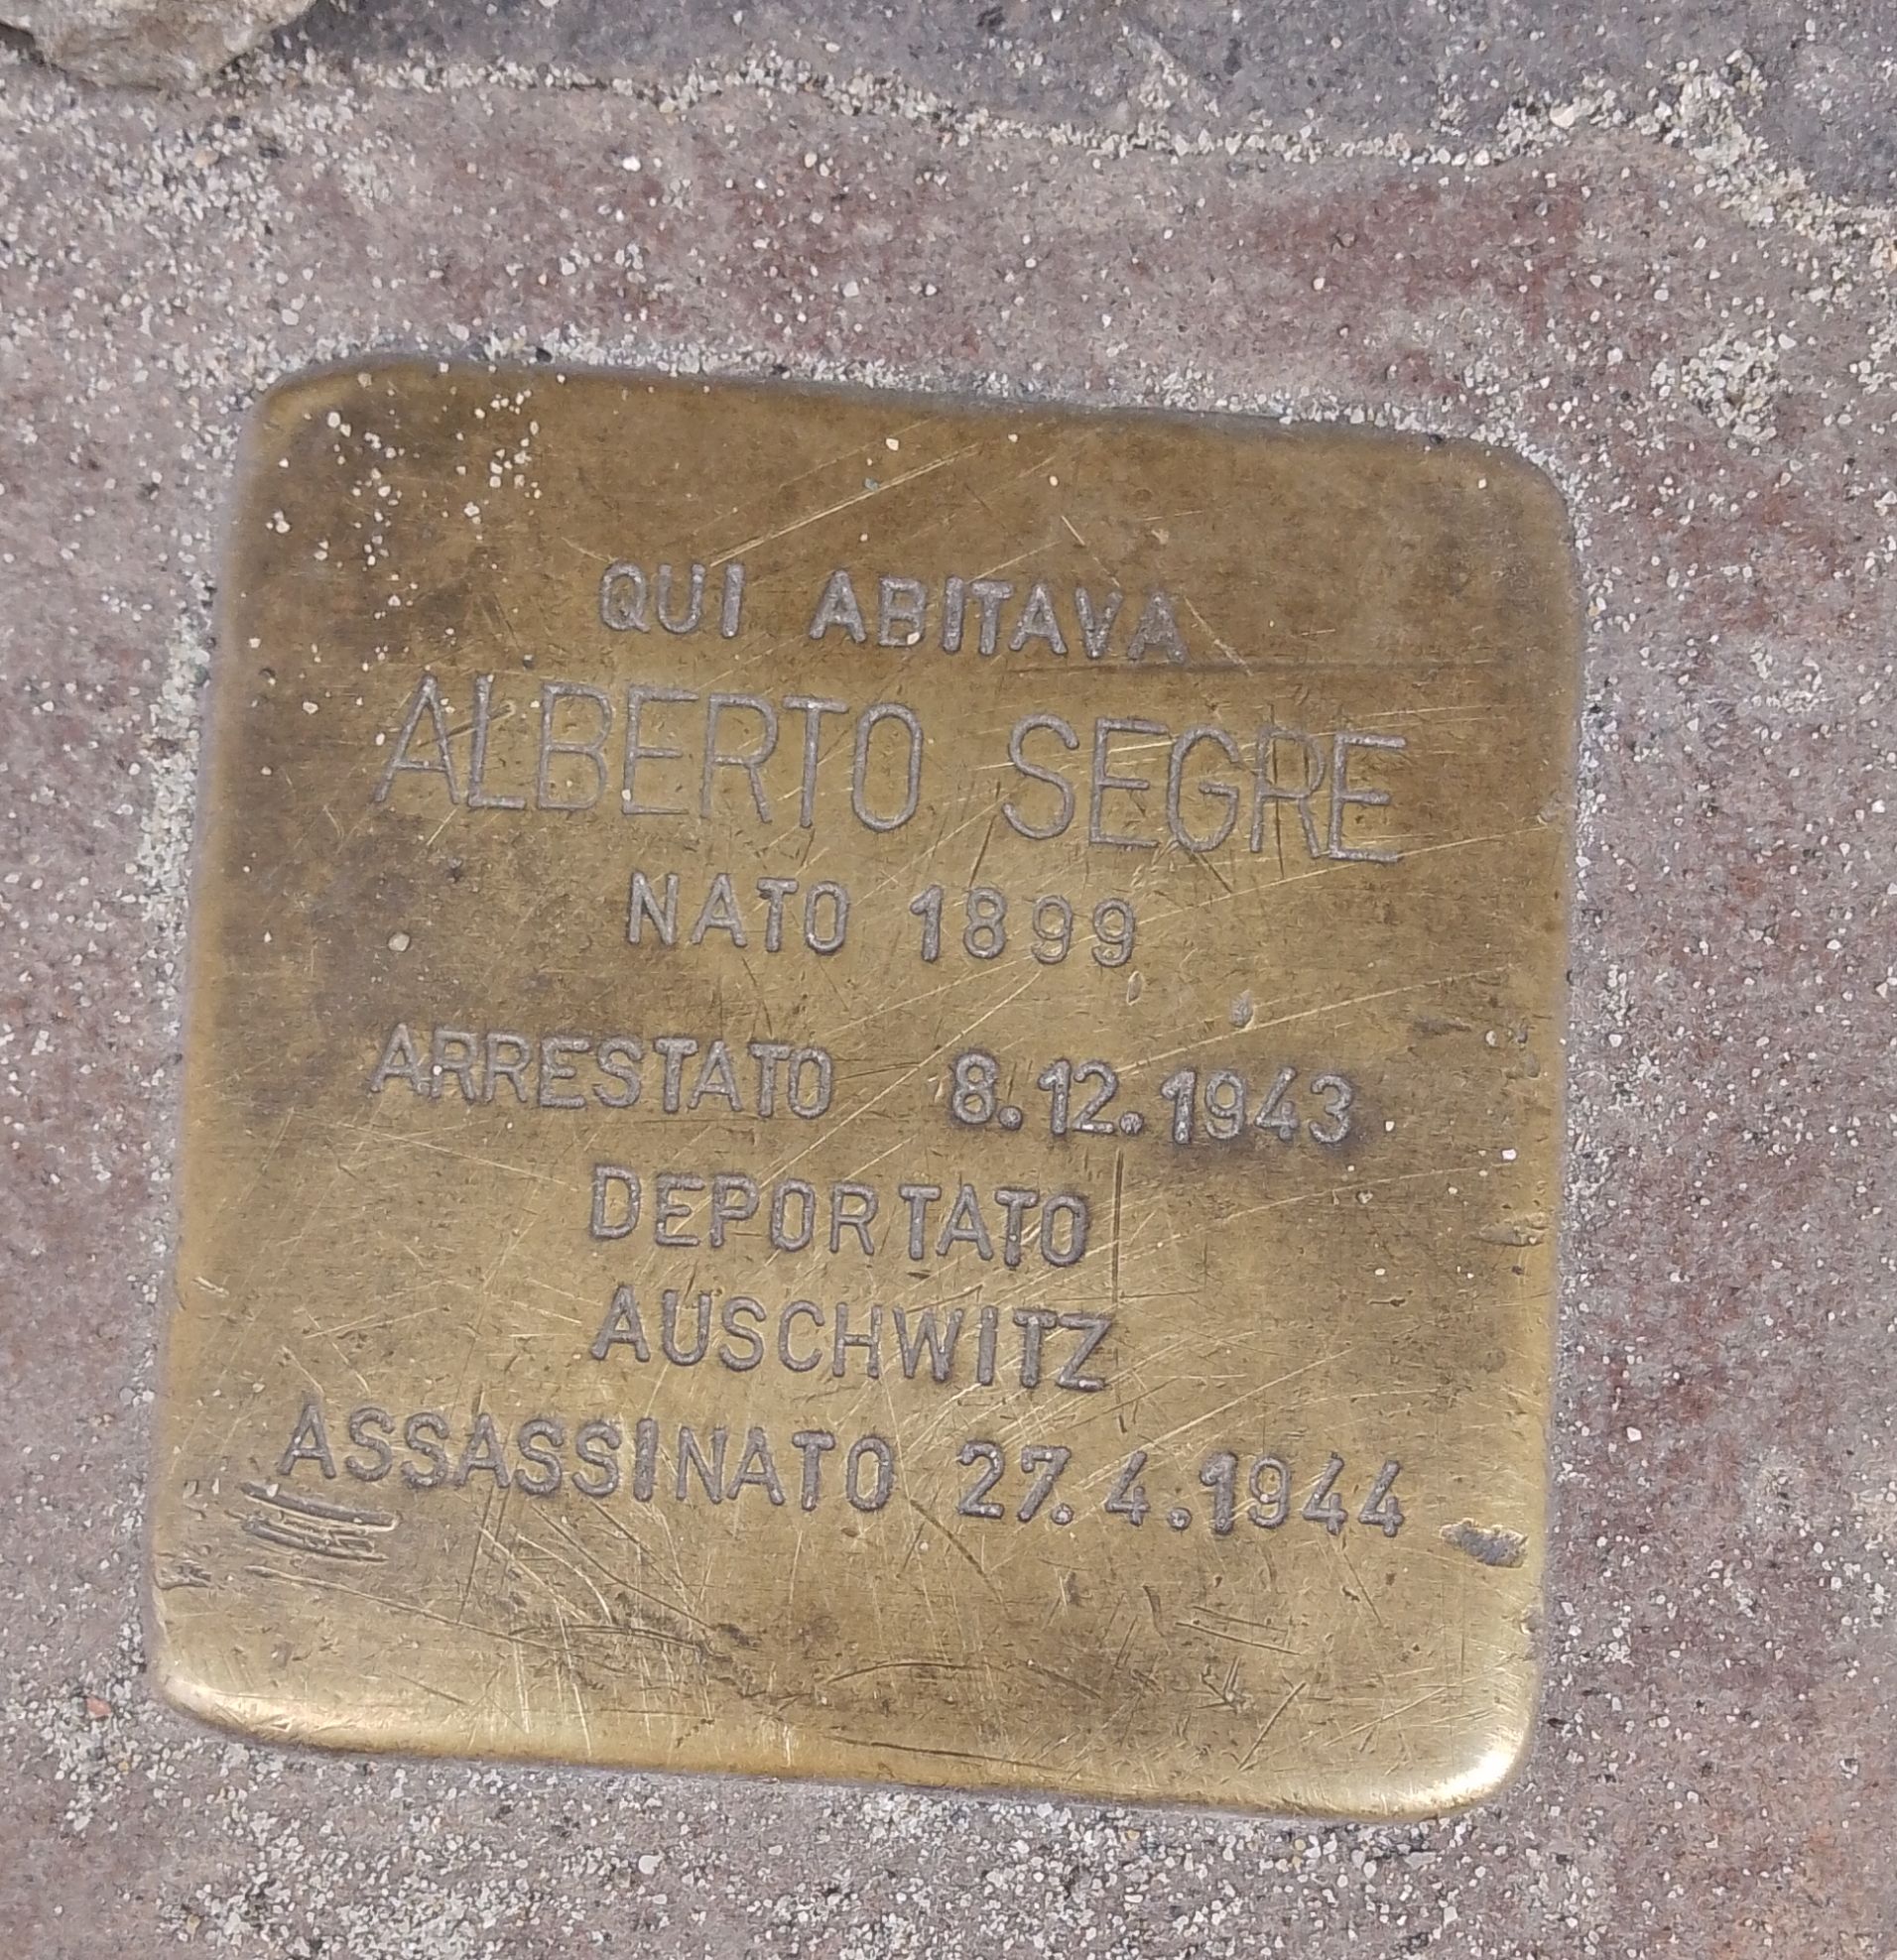 QUI ABITAVA
ALBERTO SEGRE
NATO 1899
ARRESTATO 8.12.1943
DEPORTATO
AUSCHWITZ
ASSASSINATO 27.4.1944